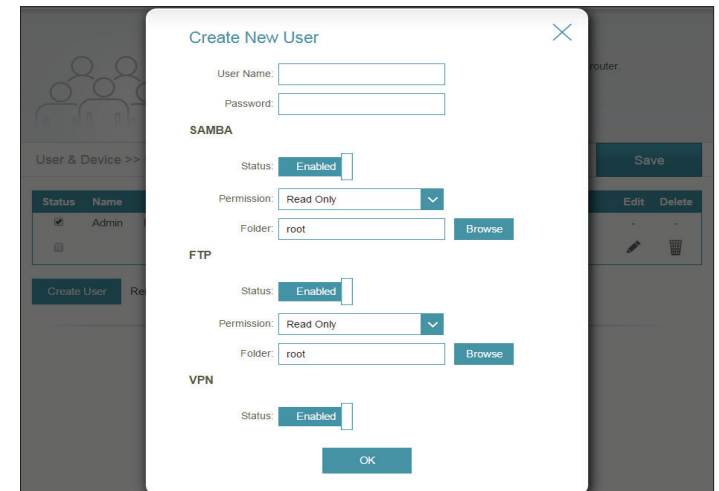 Create New User
User Name:
router.
Password:
SAMBA
User & Device >>
Status: Enabled
Save
Status Name Edit Delete
Permission: Read Only
Admin - -
Folder: root Browse
FTP
Create User
Status: Enabled
Permission: Read Only
Folder: root Browse
VPN
Status: Enabled
OK